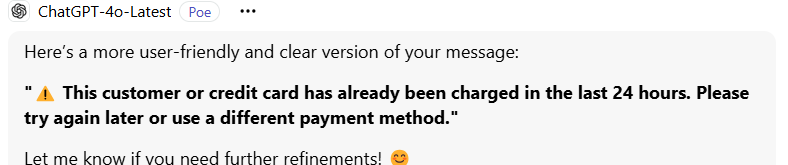 ChatGPT-4o-Latest Poe ...
Here’s a more user-friendly and clear version of your message:
"⚠️ This customer or credit card has already been charged in the last 24 hours. Please
try again later or use a different payment method."
Let me know if you need further refinements! 😊